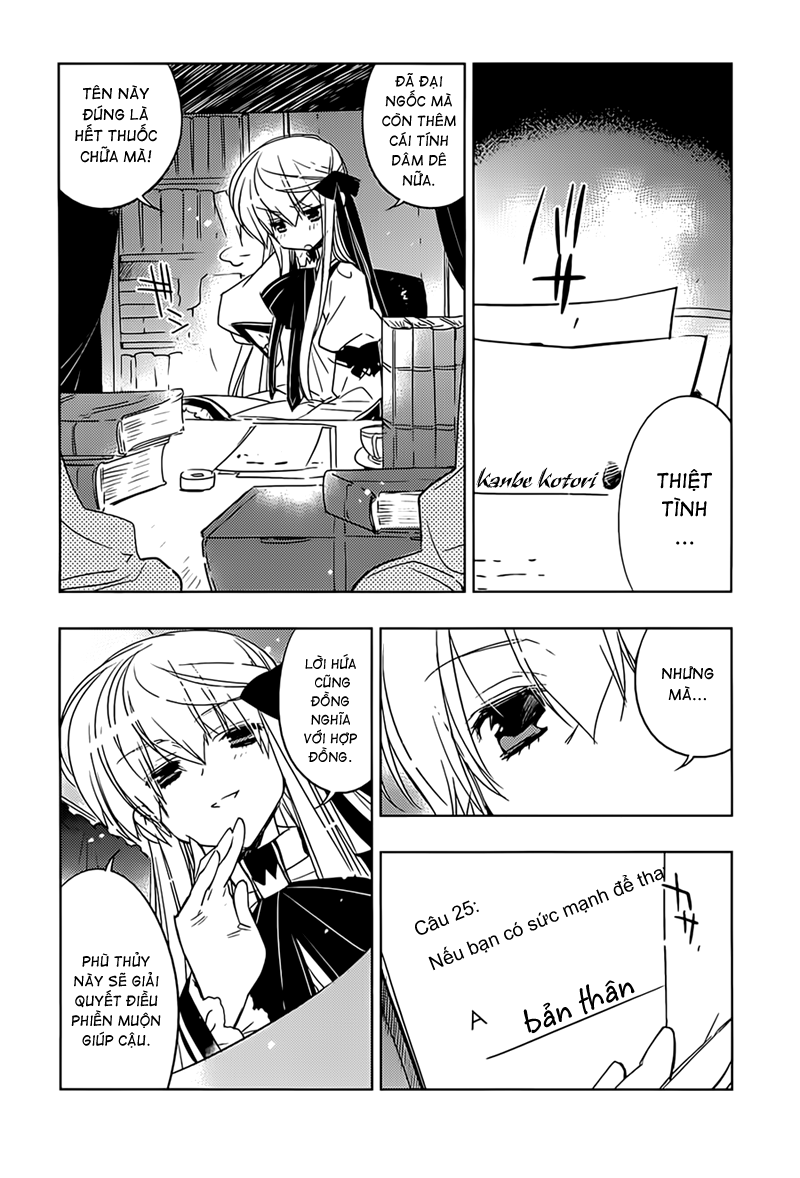 THIỆT
TÌNH
...
kanbe kotori
ĐÃ ĐẠI
NGỐC MÀ
CÒN THÊM
CÁI TÍNH
DÂM DÊ
NỮA.
TÊN NÀY
ĐÚNG LÀ
HẾT THUỐC
CHỮA MÀ!
NHƯNG
MÀ...
Câu 25:
Nếu bạn có sức mạnh để tha
A bản thân
LỜI HỨA
CŨNG
ĐỒNG
NGHĨA
VỚI HỢP
ĐỒNG.
PHÙ THỦY
NÀY SẼ GIẢI
QUYẾT ĐIỀU
PHIỀN MUỘN
GIÚP CẬU.